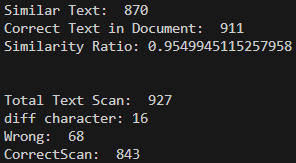 Similar Text:  870
Correct Text in Document:  911
Similarity Ratio: 0.9549945115257958
Total Text Scan:  927
diff character: 16
Wrong:  68
CorrectScan:  843